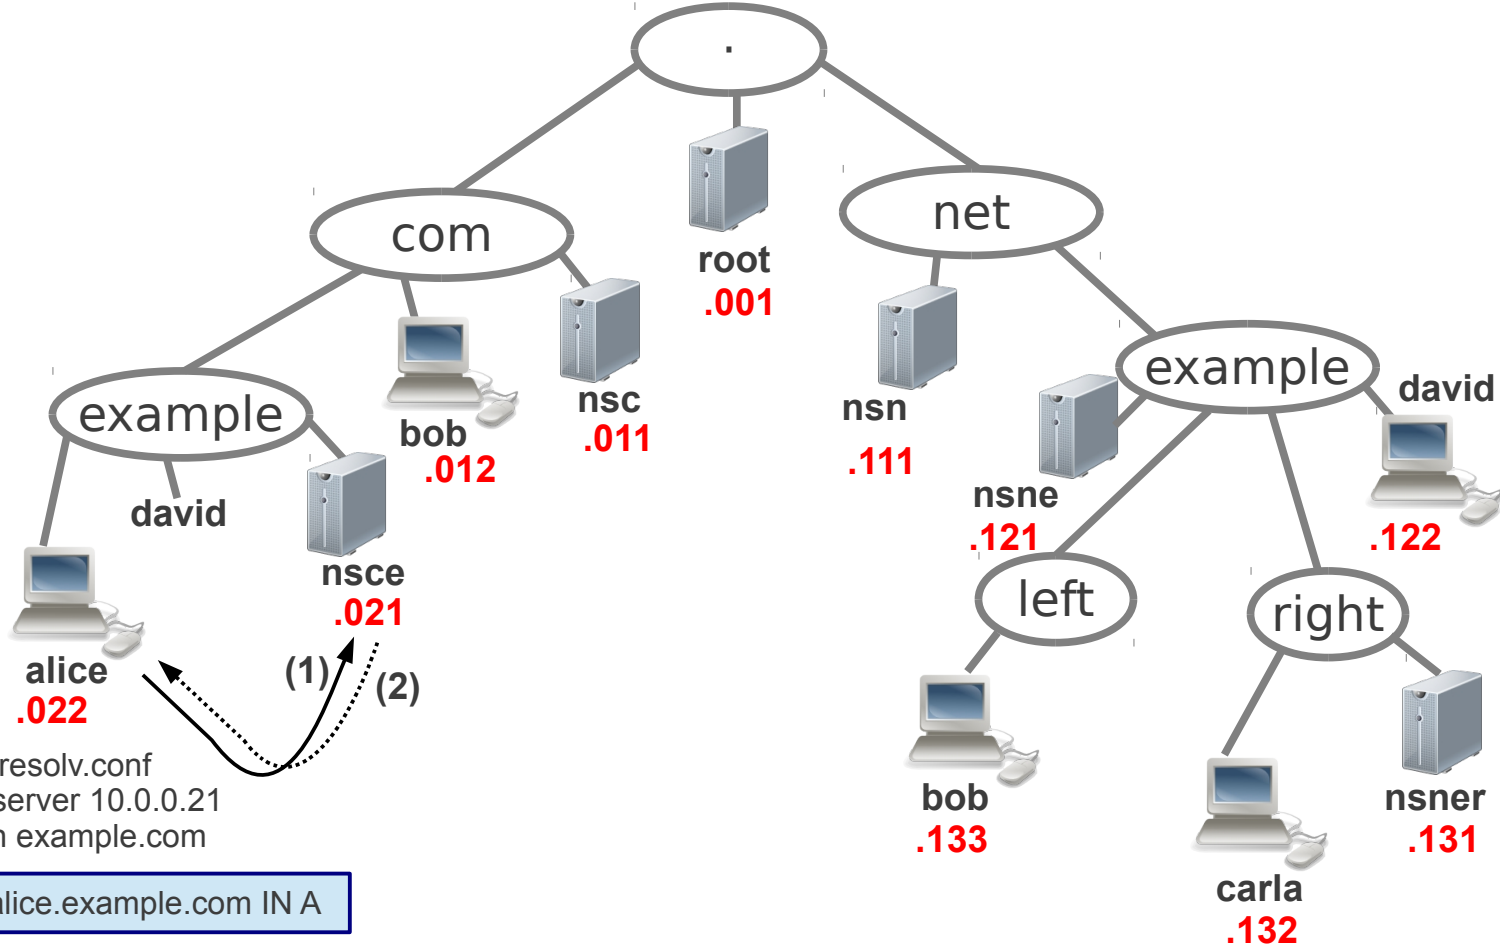 .
com
root
.001
net
example
bob
.012
nsc
.011
nsn
.111
example
david
.122
nsne
.121
david
nsce
.021
alice
.022
(1)
(2)
left
right
bob
.133
carla
.132
nsner
.131
resolv.conf
server 10.0.0.21
n example.com
alice.example.com IN A